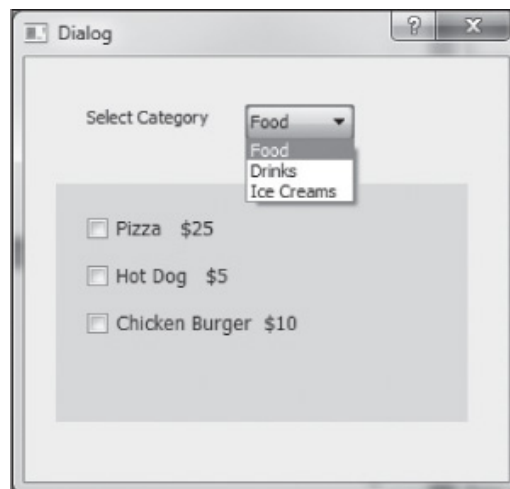 Dialog
Select Category Food
Food
Drinks
Ice Creams
Pizza $25
Hot Dog $5
Chicken Burger $10